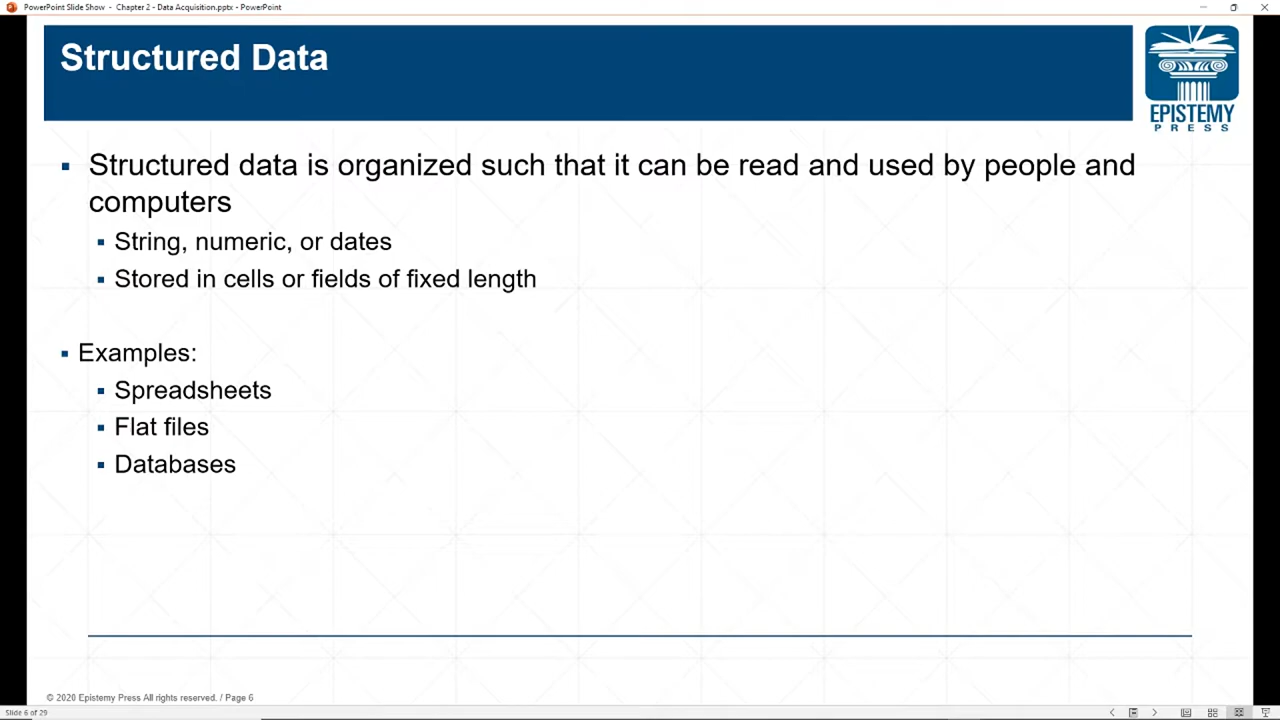 PowerPoint Slide Show - Chapter 2 - Data Acquisition.pptx - PowerPoint
Structured Data
EPISTEMY
PRESS
Structured data is organized such that it can be read and used by people and
computers
String, numeric, or dates
Stored in cells or fields of fixed length
Examples:
Spreadsheets
Flat files
Databases
© 2020 Epistemy Press All rights reserved. / Page 6
Slide 6 of 29